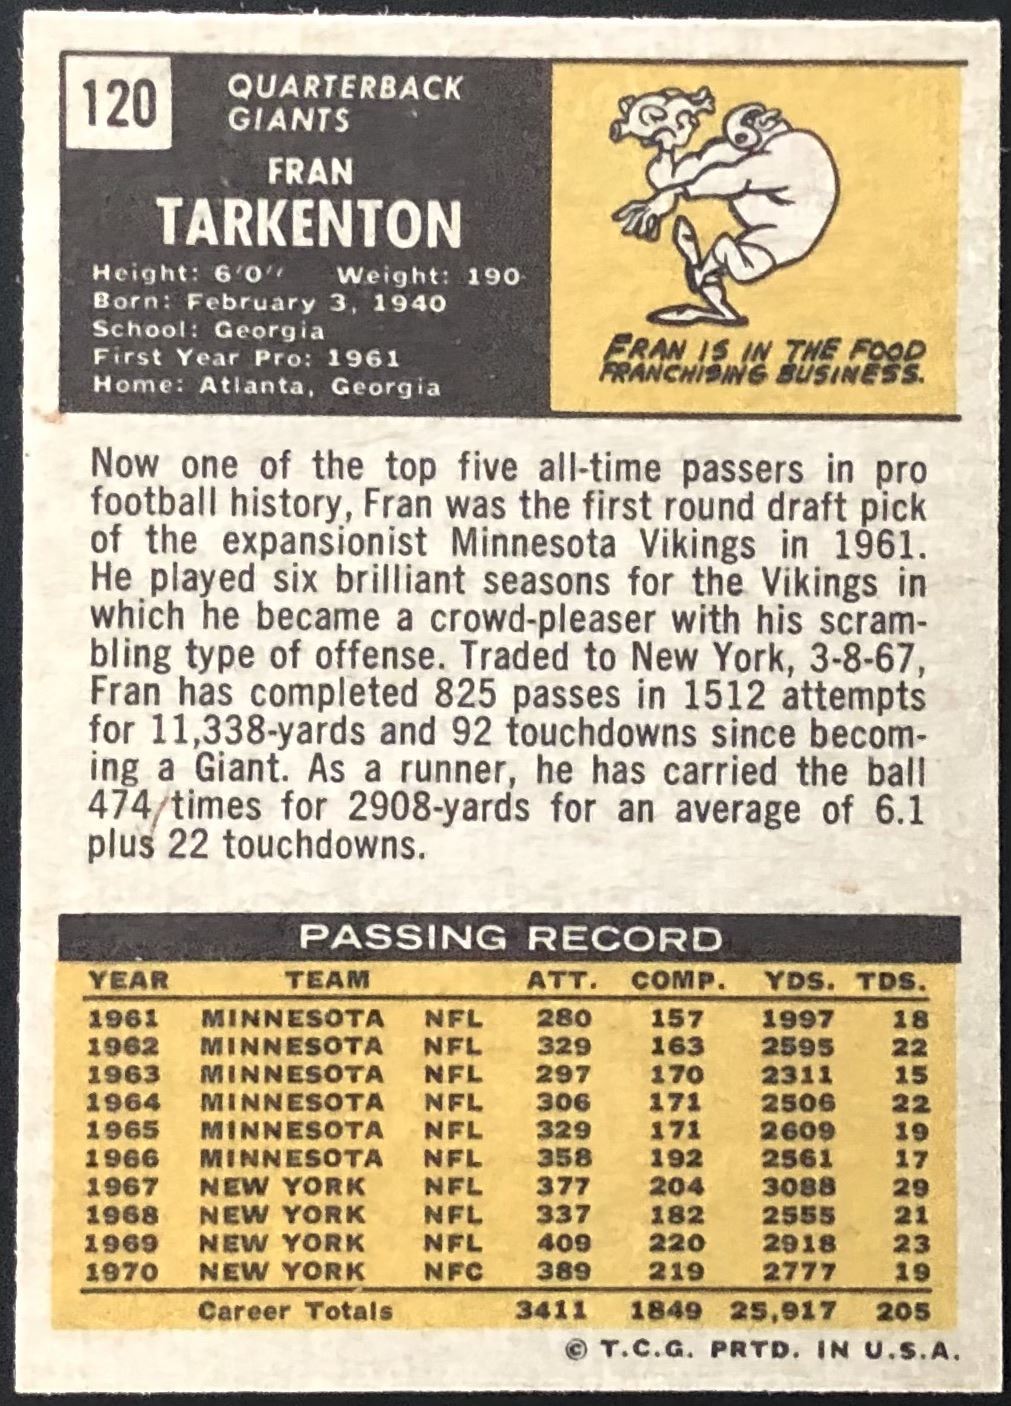 120
QUARTERBACK
GIANTS
FRAN
TARKENTON
Height: 6'0'' Weight: 190
Born: February 3, 1940
School: Georgia
First Year Pro: 1961
Home: Atlanta, Georgia
FRAN IS IN THE FOOD
FRANCHISING BUSINESS.
Now one of the top five all-time passers in pro
football history, Fran was the first round draft pick
of the expansionist Minnesota Vikings in 1961.
He played six brilliant seasons for the Vikings in
which he became a crowd-pleaser with his scram-
bling type of offense. Traded to New York, 3-8-67,
Fran has completed 825 passes in 1512 attempts
for 11,338-yards and 92 touchdowns since becom-
ing a Giant. As a runner, he has carried the ball
474 times for 2908-yards for an average of 6.1
plus 22 touchdowns.
PASSING RECORD
YEAR TEAM ATT. COMP. YDS. TDS.
1961 MINNESOTA NFL 280 157 1997 18
1962 MINNESOTA NFL 329 163 2595 22
1963 MINNESOTA NFL 297 170 2311 15
1964 MINNESOTA NFL 306 171 2506 22
1965 MINNESOTA NFL 329 171 2609 19
1966 MINNESOTA NFL 358 192 2561 17
1967 NEW YORK NFL 377 204 3088 29
1968 NEW YORK NFL 337 182 2555 21
1969 NEW YORK NFL 409 220 2918 23
1970 NEW YORK NFC 389 219 2777 19
Career Totals 3411 1849 25,917 205
© T.C.G. PRTD. IN U.S.A.